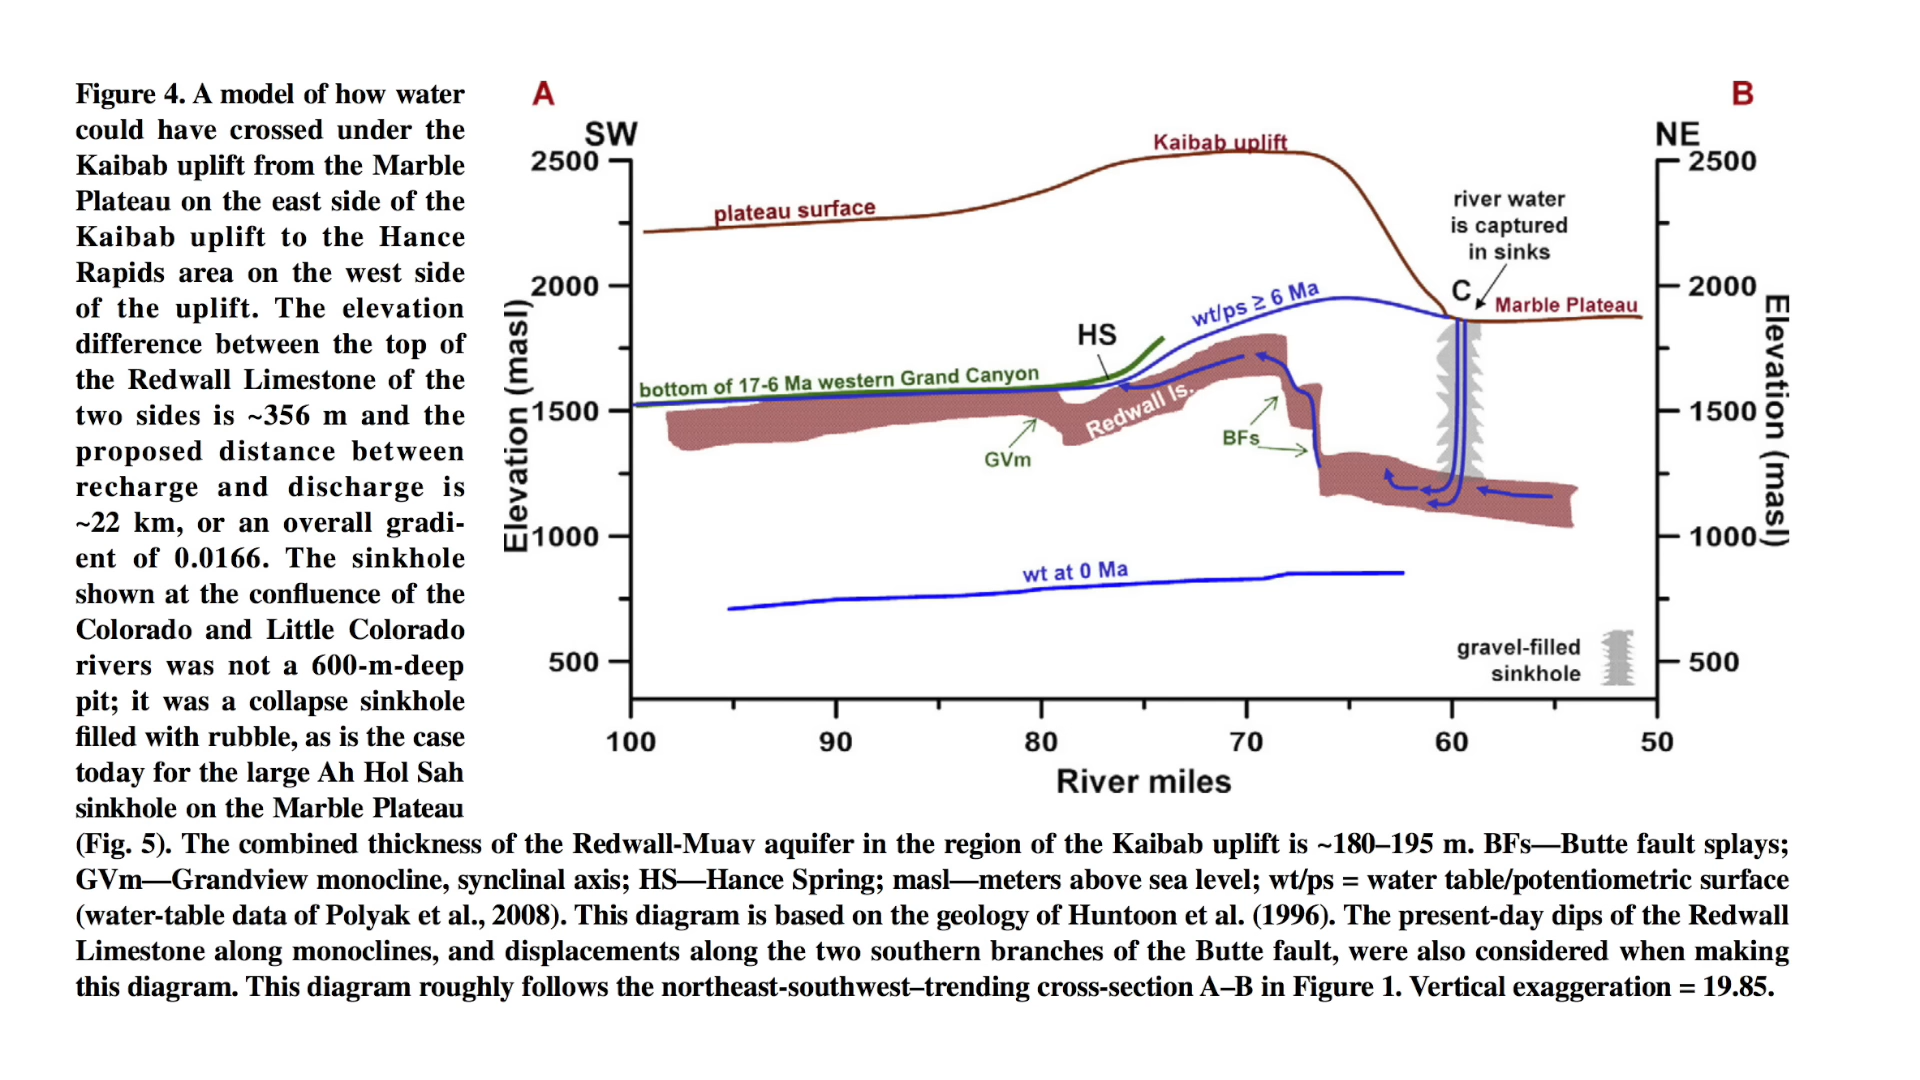 Figure 4. A model of how water
could have crossed under the
Kaibab uplift from the Marble
Plateau on the east side of the
Kaibab uplift to the Hance
Rapids area on the west side
of the uplift. The elevation
difference between the top of
the Redwall Limestone of the
two sides is ~356 m and the
proposed distance between
recharge and discharge is
~22 km, or an overall gradi-
ent of 0.0166. The sinkhole
shown at the confluence of the
Colorado and Little Colorado
rivers was not a 600-m-deep
pit; it was a collapse sinkhole
filled with rubble, as is the case
today for the large Ah Hol Sah
sinkhole on the Marble Plateau
(Fig. 5). The combined thickness of the Redwall-Muav aquifer in the region of the Kaibab uplift is ~180–195 m. BFs—Butte fault splays;
GVm—Grandview monocline, synclinal axis; HS—Hance Spring; masl—meters above sea level; wt/ps = water table/potentiometric surface
(water-table data of Polyak et al., 2008). This diagram is based on the geology of Huntoon et al. (1996). The present-day dips of the Redwall
Limestone along monoclines, and displacements along the two southern branches of the Butte fault, were also considered when making
this diagram. This diagram roughly follows the northeast-southwest–trending cross-section A–B in Figure 1. Vertical exaggeration = 19.85.
A
B
SW
NE
Kaibab uplift
2500
2500
plateau surface
river water
is captured
in sinks
2000
wt/ps ≥ 6 Ma
C
2000
Marble Plateau
HS
bottom of 17-6 Ma western Grand Canyon
1500
Redwall ls.
1500
BFs
GVm
1000
1000
wt at 0 Ma
500
gravel-filled
sinkhole
500
Elevation (masl)
Elevation (masl)
100
90
80
70
60
50
River miles